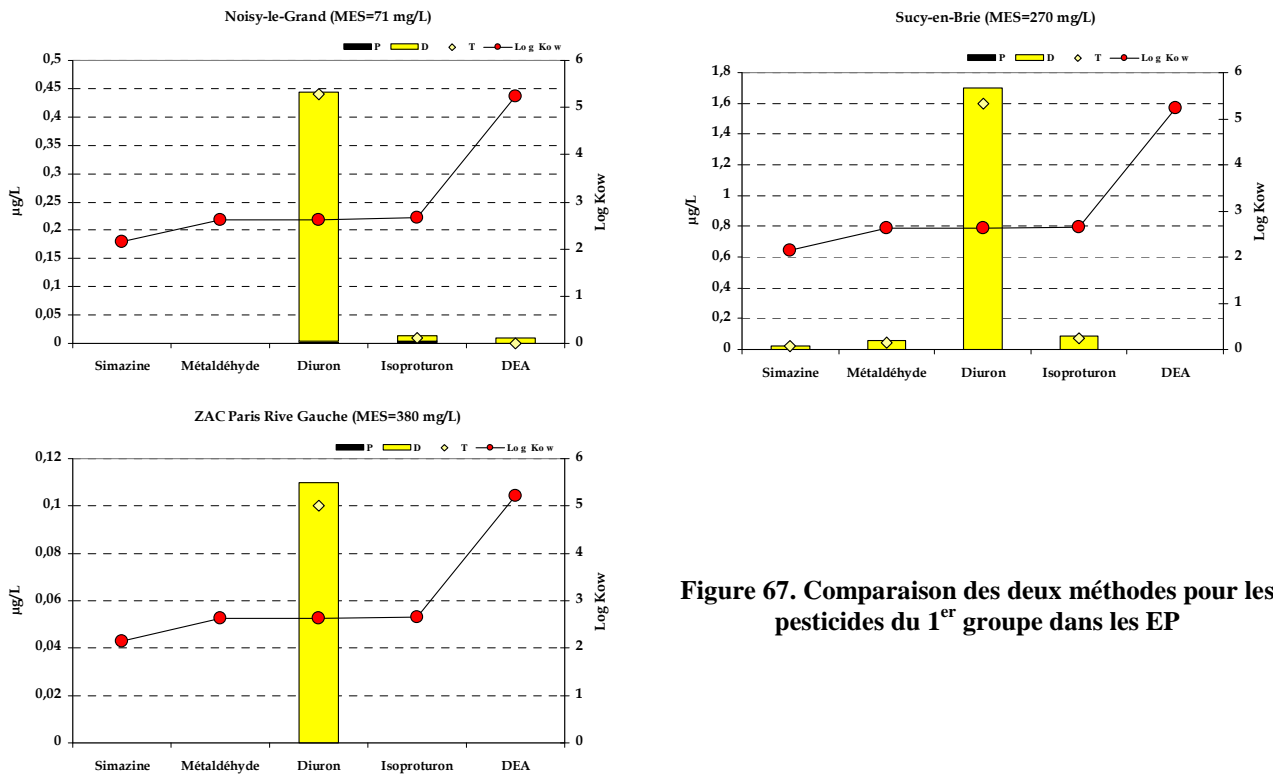 Noisy-le-Grand (MES=71 mg/L)
P D T Log Kow
0,5
0,45
0,4
0,35
0,3
0,25
0,2
0,15
0,1
0,05
0
µg/L
6
5
4
3
2
1
0
Log Kow
Simazine Métaldéhyde Diuron Isoproturon DEA
Sucy-en-Brie (MES=270 mg/L)
P D T Log Kow
1,8
1,6
1,4
1,2
1
0,8
0,6
0,4
0,2
0
µg/L
6
5
4
3
2
1
0
Log Kow
Simazine Métaldéhyde Diuron Isoproturon DEA
ZAC Paris Rive Gauche (MES=380 mg/L)
P D T Log Kow
0,12
0,1
0,08
0,06
0,04
0,02
0
µg/L
6
5
4
3
2
1
0
Log Kow
Simazine Métaldéhyde Diuron Isoproturon DEA
Figure 67. Comparaison des deux méthodes pour les
pesticides du 1er groupe dans les EP